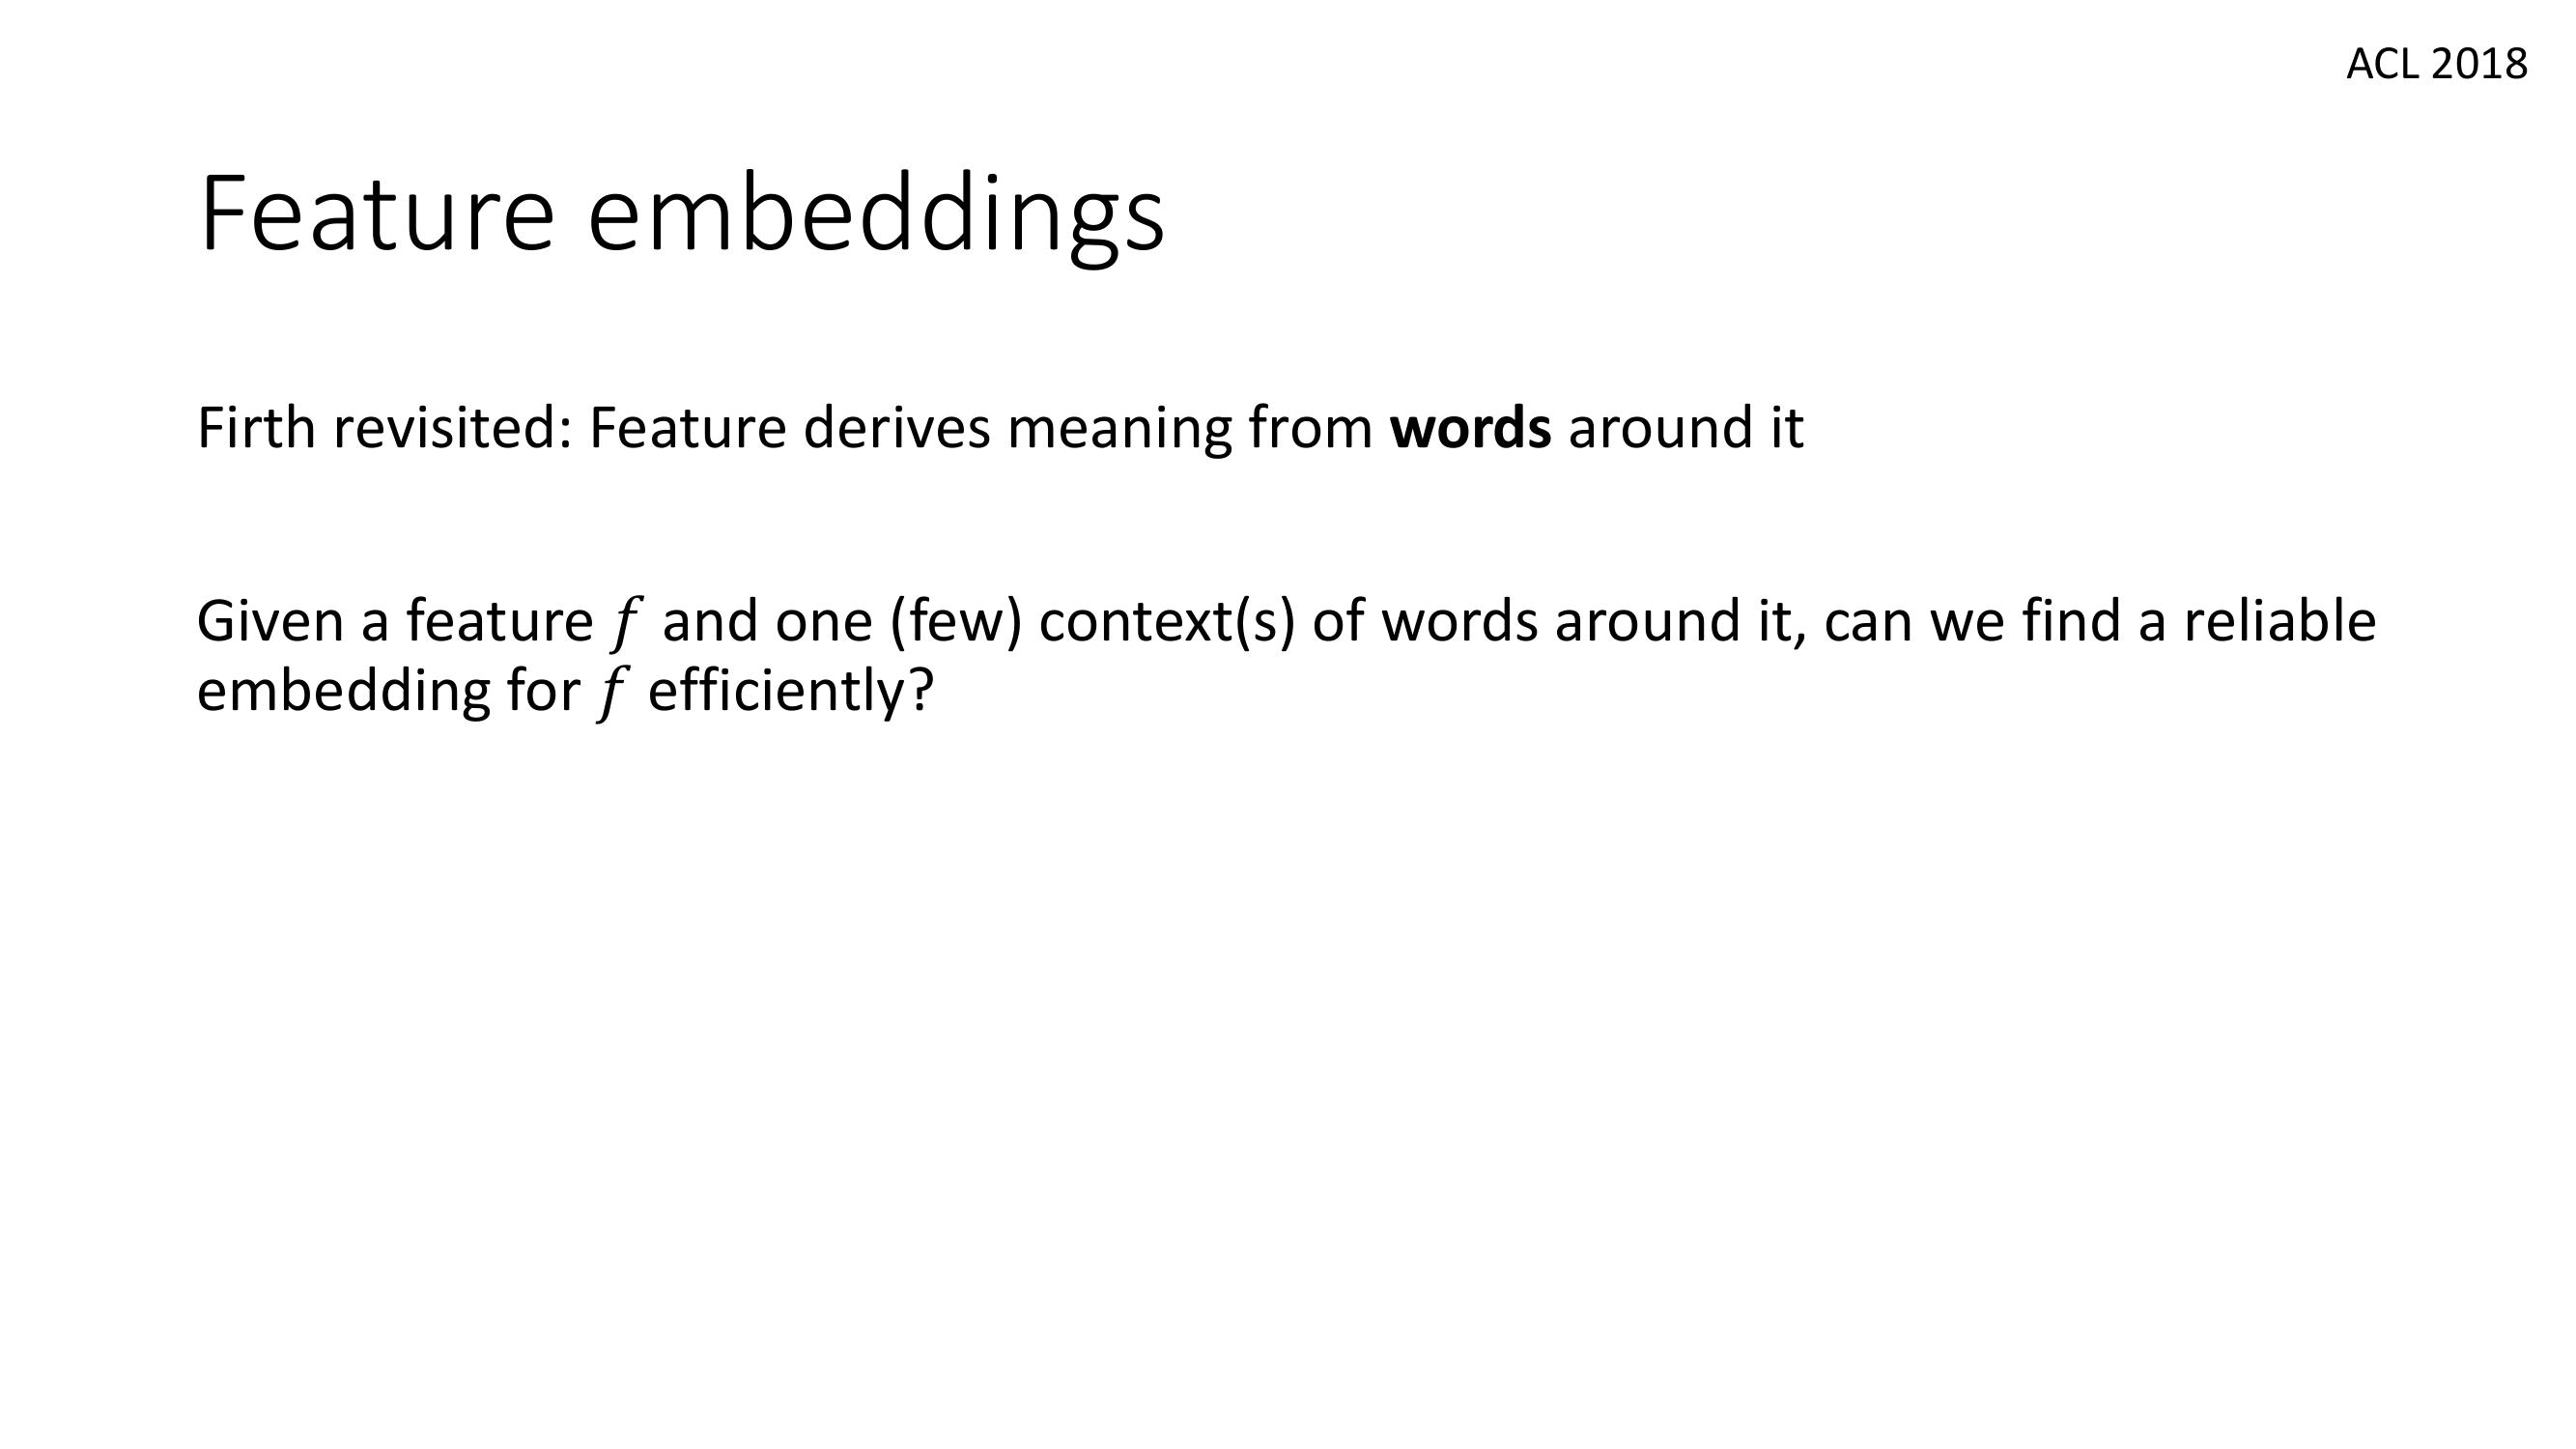 ACL 2018
Feature embeddings
Firth revisited: Feature derives meaning from words around it
Given a feature f and one (few) context(s) of words around it, can we find a reliable
embedding for f efficiently?